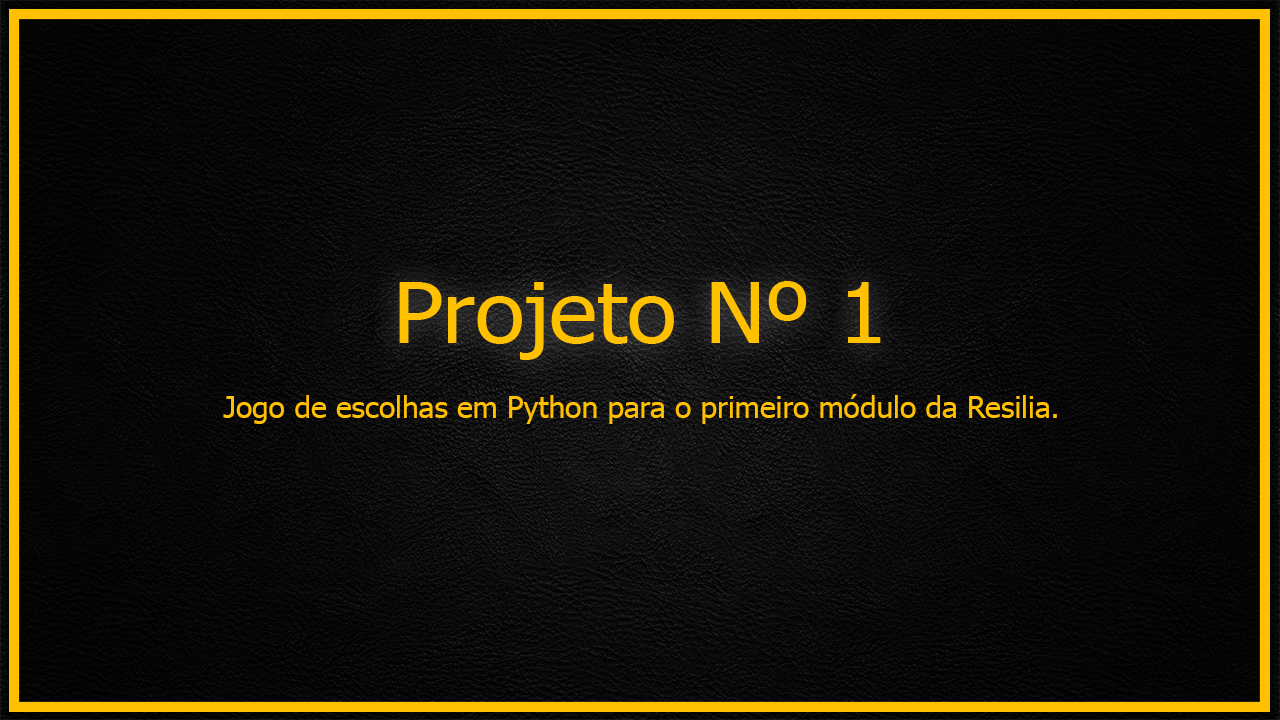 Projeto Nº 1
Jogo de escolhas em Python para o primeiro módulo da Resilia.